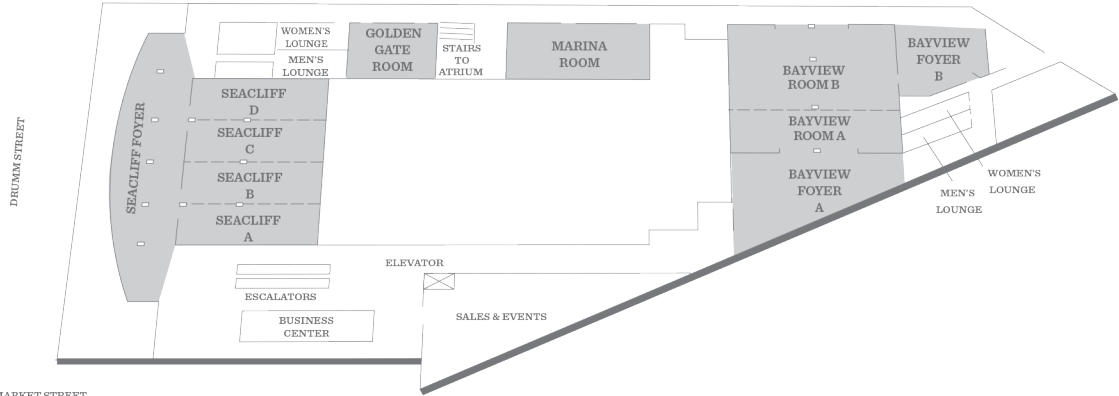 WOMEN'S
LOUNGE
MEN'S
LOUNGE
GOLDEN
GATE
ROOM
STAIRS
TO
ATRIUM
MARINA
ROOM
BAYVIEW
ROOM B
BAYVIEW
FOYER
B
SEACLIFF
D
SEACLIFF
C
SEACLIFF
B
SEACLIFF
A
SEACLIFF FOYER
DRUMM STREET
BAYVIEW
ROOM A
BAYVIEW
FOYER
A
WOMEN'S
LOUNGE
MEN'S
LOUNGE
ELEVATOR
ESCALATORS
BUSINESS
CENTER
SALES & EVENTS
MARKET STREET